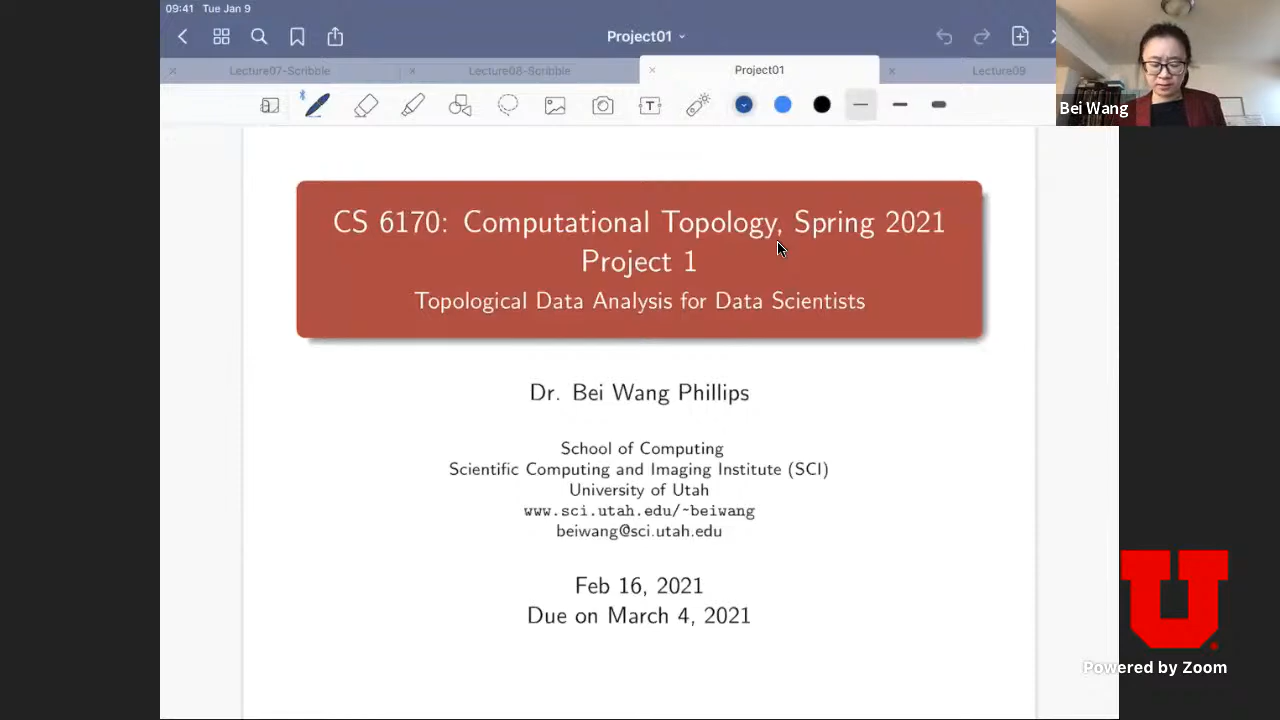 09:41 Tue Jan 9
Project01
Lecture07-Scribble
Lecture08-Scribble
Project01
Lecture09
T
Bei Wang
CS 6170: Computational Topology, Spring 2021
Project 1
Topological Data Analysis for Data Scientists
Dr. Bei Wang Phillips
School of Computing
Scientific Computing and Imaging Institute (SCI)
University of Utah
www.sci.utah.edu/~beiwang
beiwang@sci.utah.edu
Feb 16, 2021
Due on March 4, 2021
U
Powered by Zoom